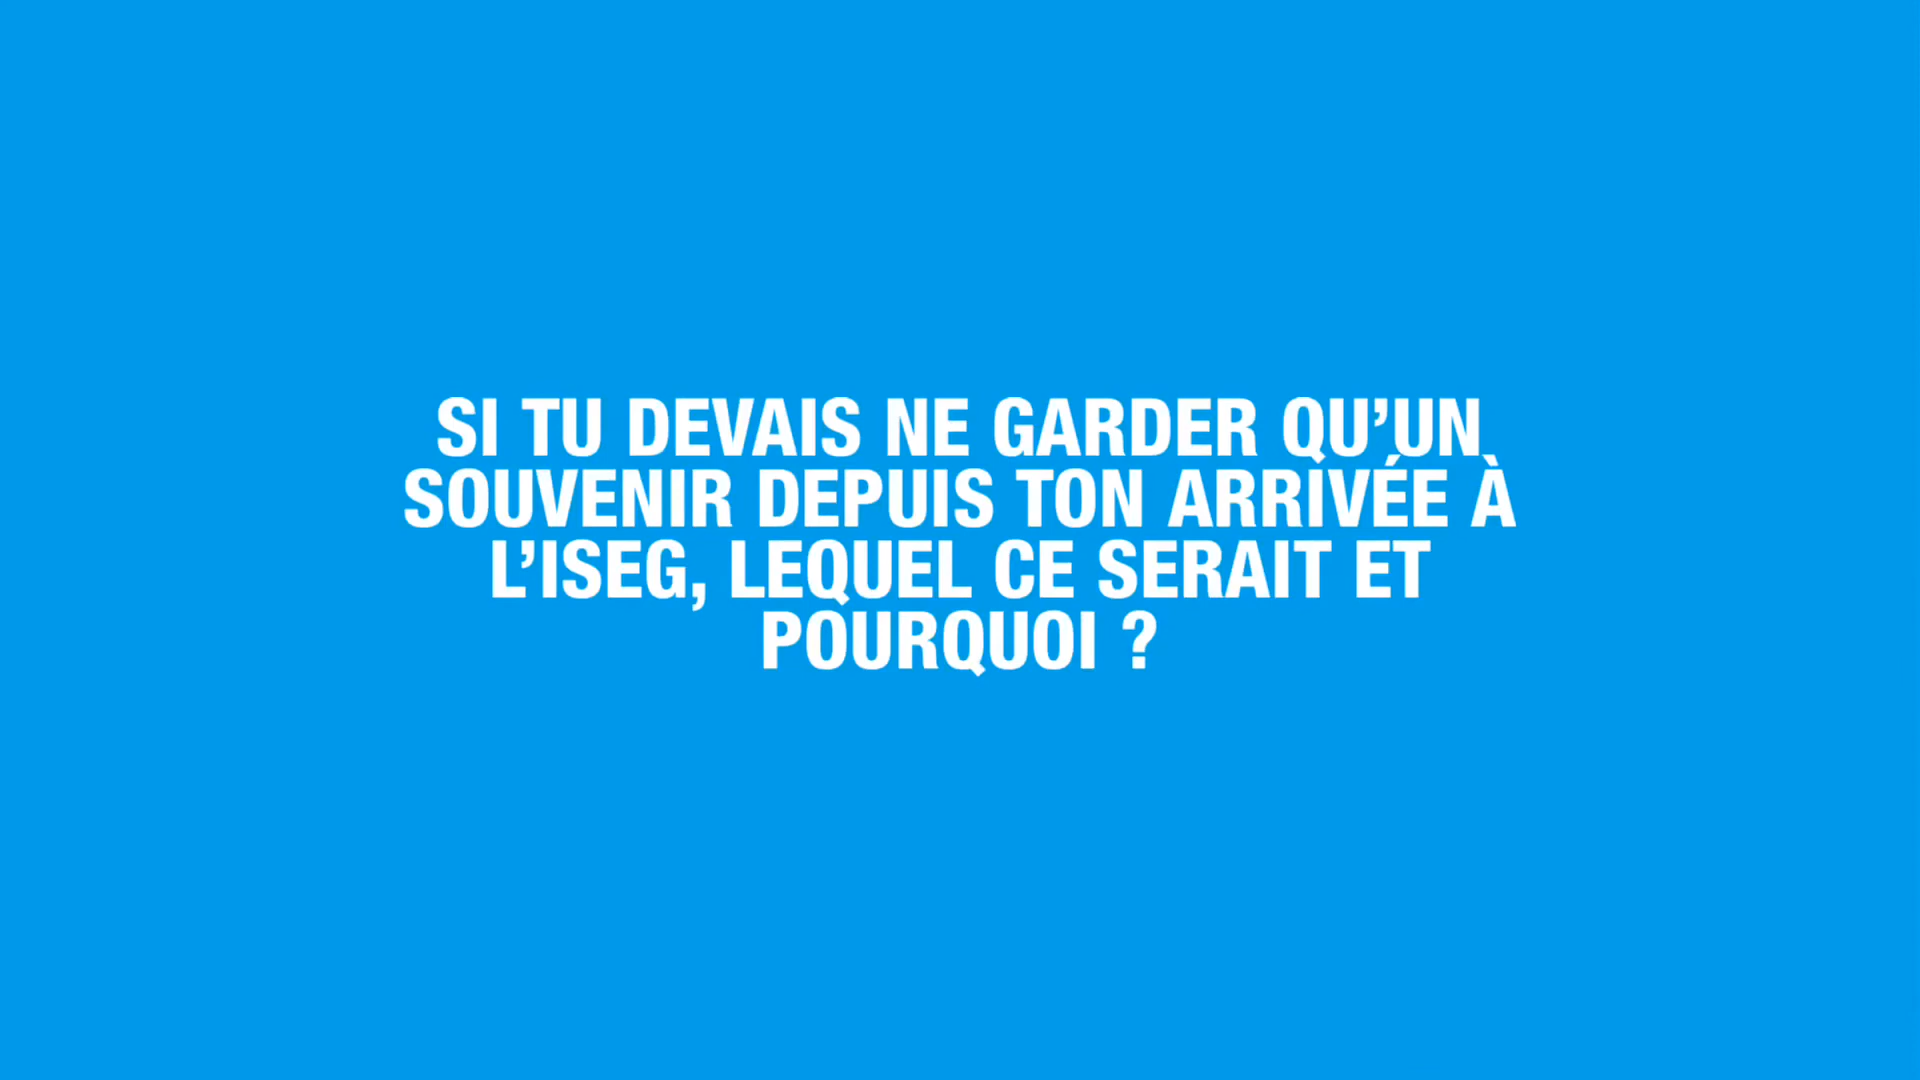 SI TU DEVAIS NE GARDER QU’UN
SOUVENIR DEPUIS TON ARRIVÉE À
L’ISEG, LEQUEL CE SERAIT ET
POURQUOI ?